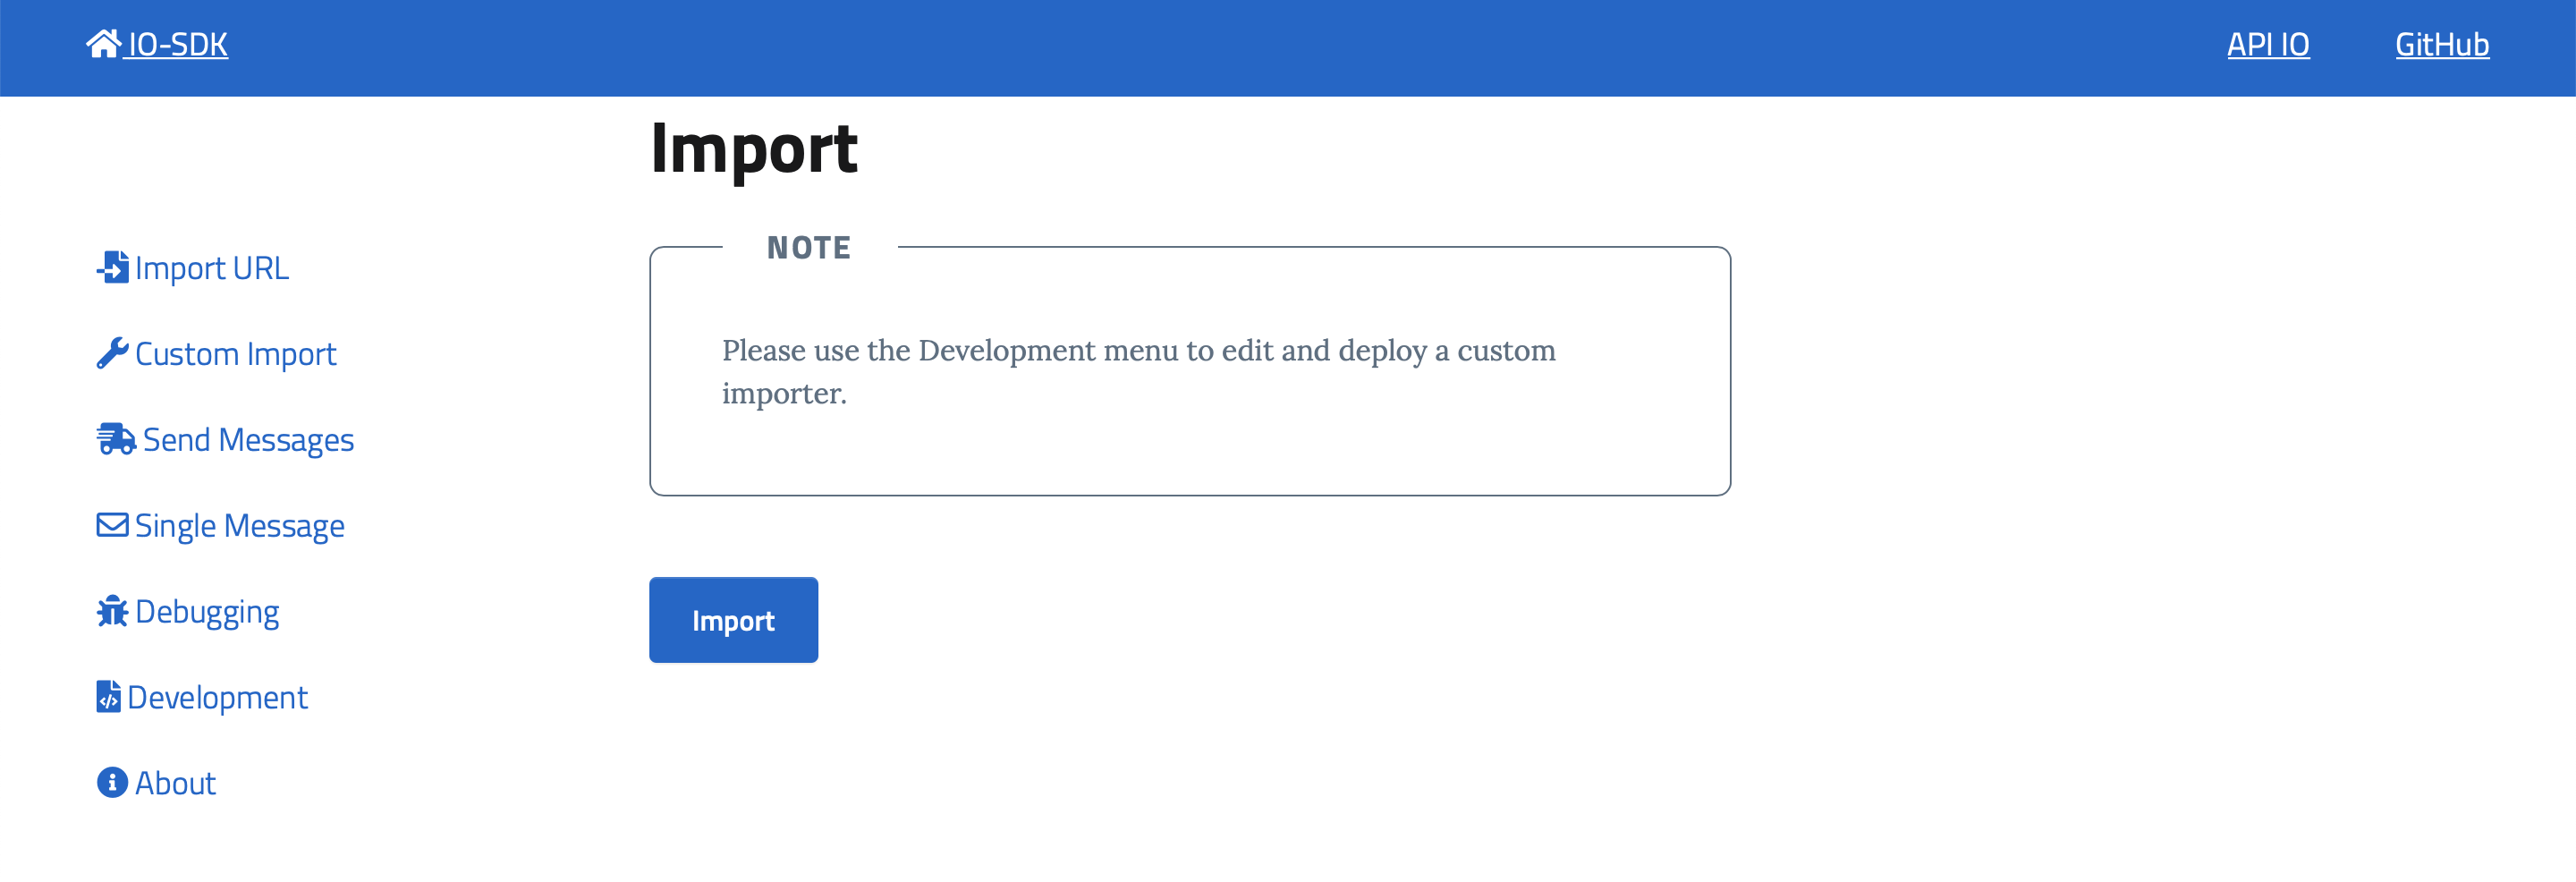 IO-SDK
API IO
GitHub
Import
NOTE
Please use the Development menu to edit and deploy a custom
importer.
Import URL
Custom Import
Send Messages
Single Message
Debugging
Development
About
Import